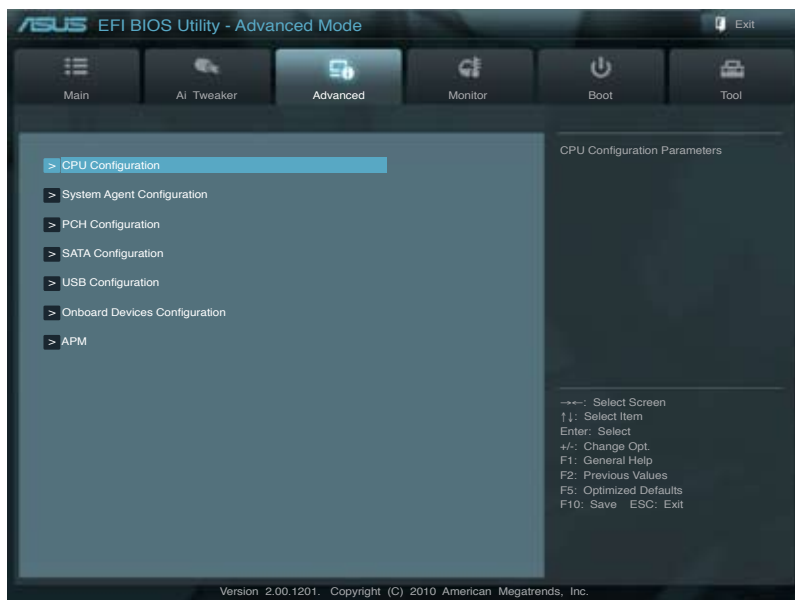 ASUS EFI BIOS Utility - Advanced Mode
Exit
Main
Ai Tweaker
Advanced
Monitor
Boot
Tool
> CPU Configuration
> System Agent Configuration
> PCH Configuration
> SATA Configuration
> USB Configuration
> Onboard Devices Configuration
> APM
CPU Configuration Parameters
→←: Select Screen
↑↓: Select Item
Enter: Select
+/-: Change Opt.
F1: General Help
F2: Previous Values
F5: Optimized Defaults
F10: Save ESC: Exit
Version 2.00.1201. Copyright (C) 2010 American Megatrends, Inc.